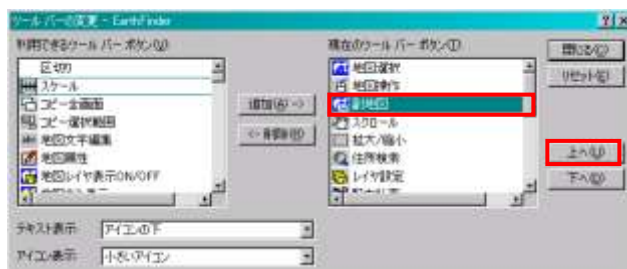 ツール バーの変更 - EarthFinder
利用できるツール バー ボタン(V)
区切り
スケール
コピー全画面
コピー選択範囲
地図文字編集
地図属性
地図レイヤ表示ON/OFF
追加(A) ->
<- 削除(R)
現在のツール バー ボタン(T)
地図選択
地図操作
副地図
スクロール
拡大/縮小
住所検索
レイヤ設定
閉じる(C)
リセット(E)
上へ(U)
下へ(D)
テキスト表示
アイコンの下
アイコン表示
小さいアイコン